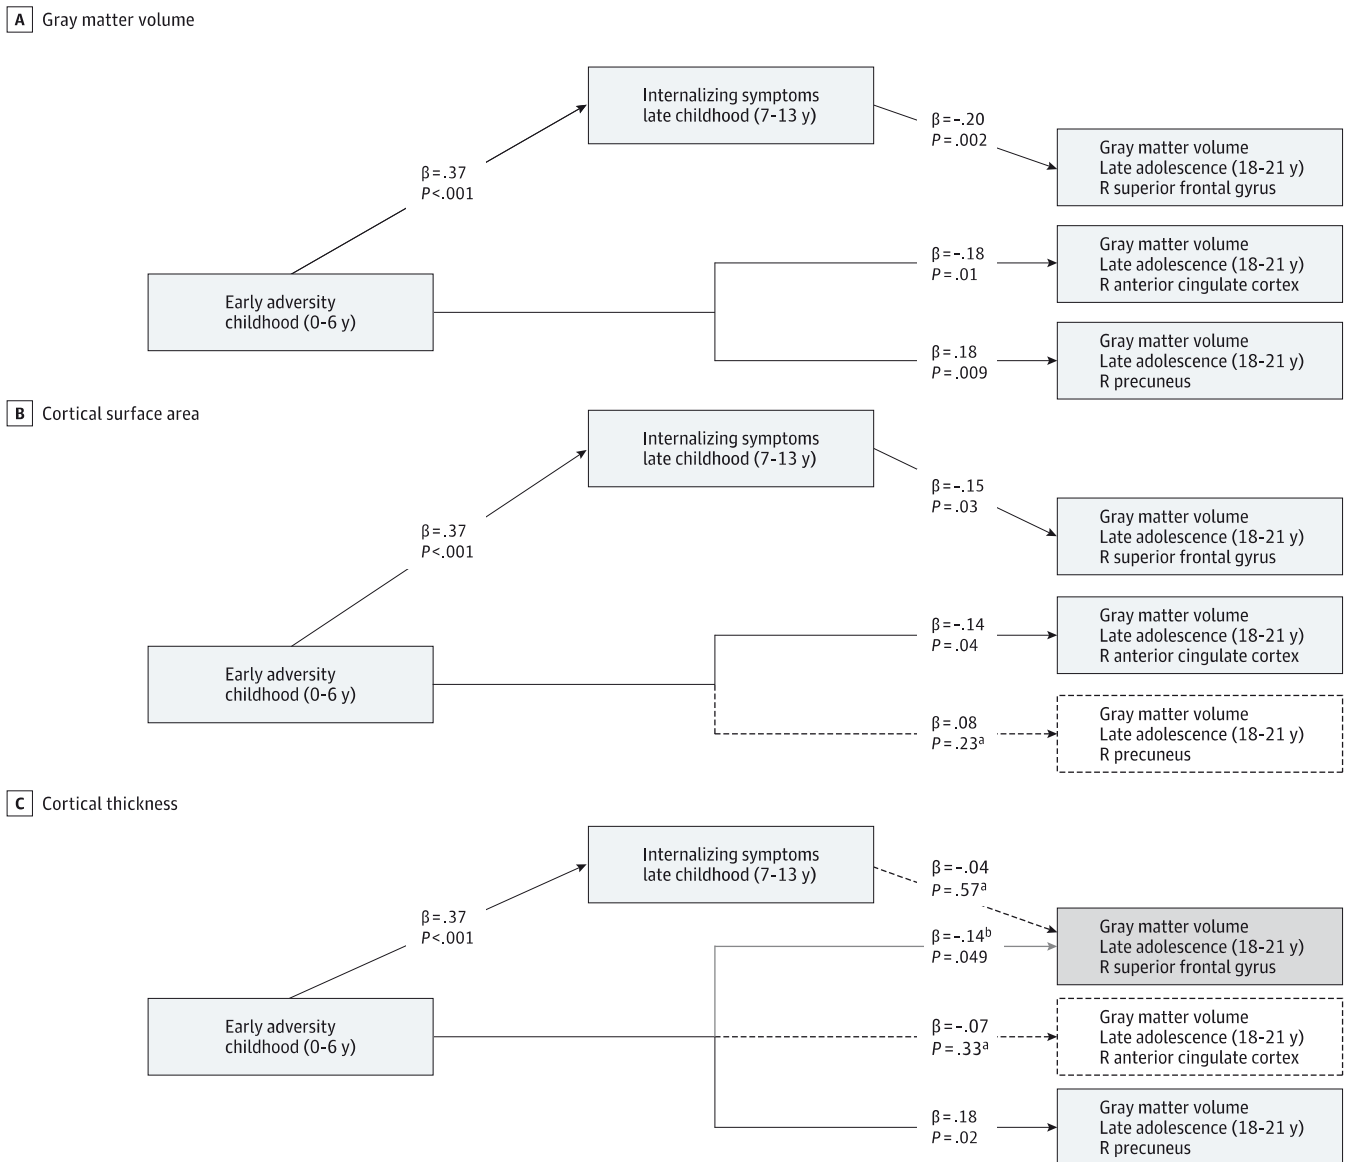 A Gray matter volume
Internalizing symptoms
late childhood (7-13 y)
β=-.20
P=.002
Gray matter volume
Late adolescence (18-21 y)
R superior frontal gyrus
β=.37
P<.001
Early adversity
childhood (0-6 y)
β=-.18
P=.01
Gray matter volume
Late adolescence (18-21 y)
R anterior cingulate cortex
β=.18
P=.009
Gray matter volume
Late adolescence (18-21 y)
R precuneus
B Cortical surface area
Internalizing symptoms
late childhood (7-13 y)
β=-.15
P=.03
Gray matter volume
Late adolescence (18-21 y)
R superior frontal gyrus
β=.37
P<.001
Early adversity
childhood (0-6 y)
β=-.14
P=.04
Gray matter volume
Late adolescence (18-21 y)
R anterior cingulate cortex
β=.08
P=.23a
Gray matter volume
Late adolescence (18-21 y)
R precuneus
C Cortical thickness
Internalizing symptoms
late childhood (7-13 y)
β=-.04
P=.57a
β=.37
P<.001
β=-.14b
P=.049
Gray matter volume
Late adolescence (18-21 y)
R superior frontal gyrus
Early adversity
childhood (0-6 y)
β=-.07
P=.33a
Gray matter volume
Late adolescence (18-21 y)
R anterior cingulate cortex
β=.18
P=.02
Gray matter volume
Late adolescence (18-21 y)
R precuneus